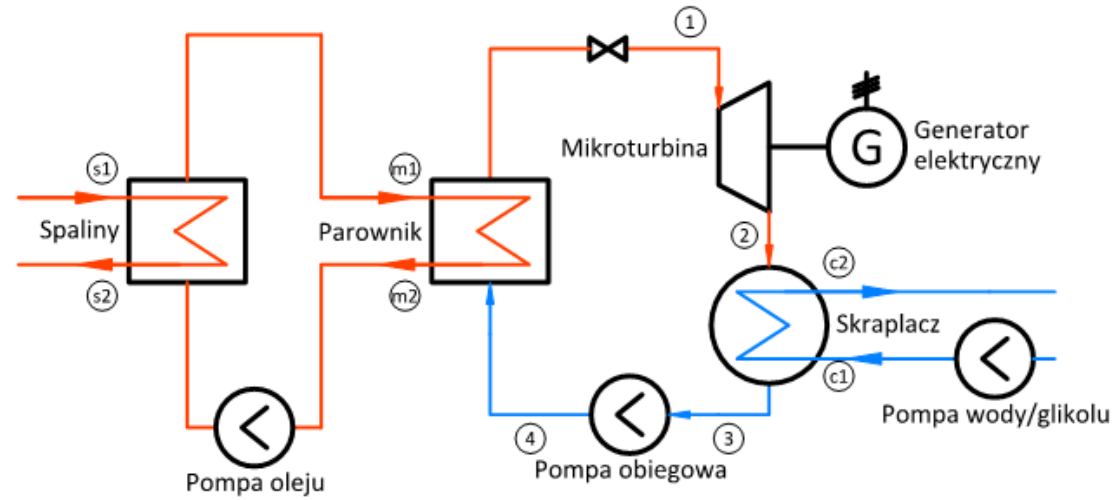 1
Mikroturbina
G
Generator
elektryczny
s1
m1
Spaliny
Parownik
2
c2
s2
m2
Skraplacz
c1
Pompa wody/glikolu
4
3
Pompa obiegowa
Pompa oleju